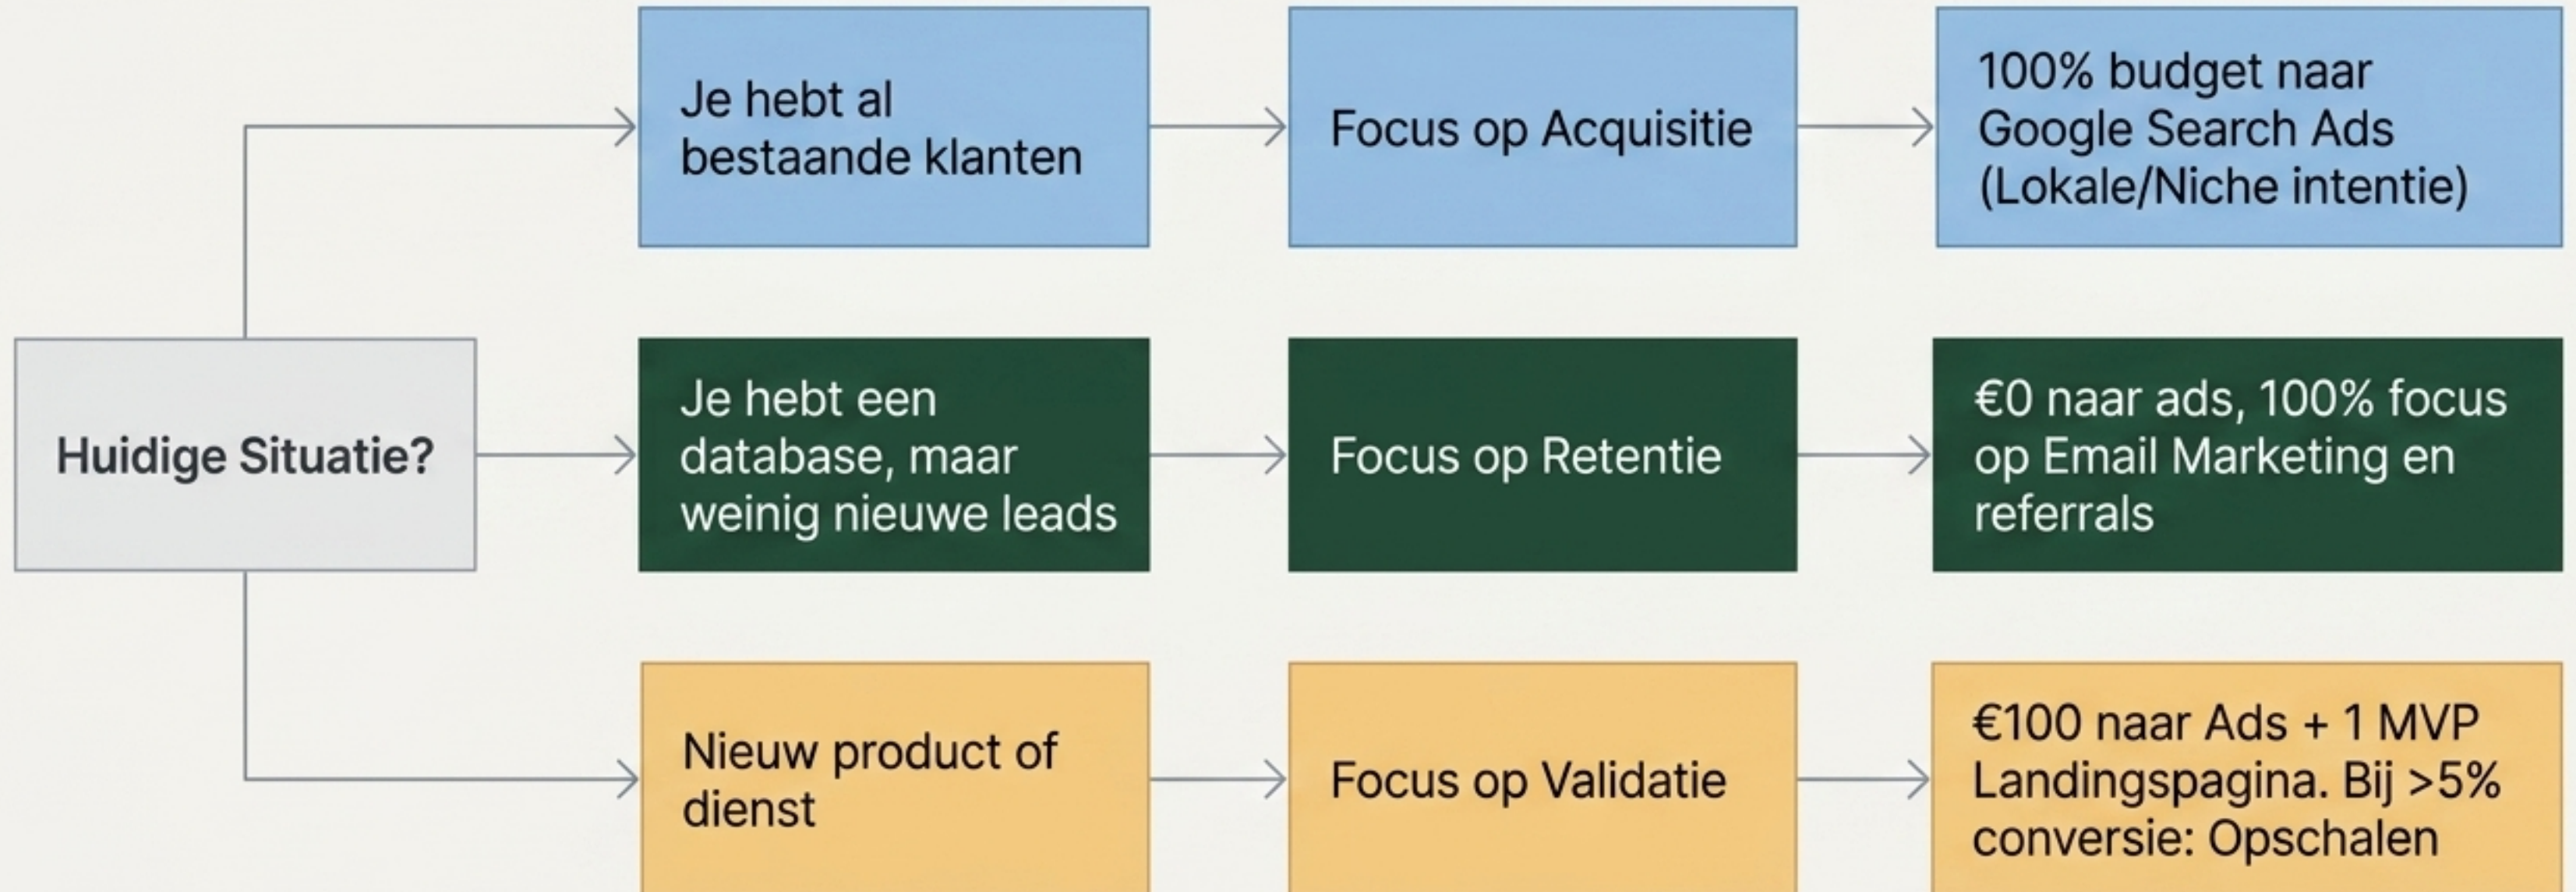 Huidige Situatie?
Je hebt al
bestaande klanten
Focus op Acquisitie
100% budget naar
Google Search Ads
(Lokale/Niche intentie)
Je hebt een
database, maar
weinig nieuwe leads
Focus op Retentie
€0 naar ads, 100% focus
op Email Marketing en
referrals
Nieuw product of
dienst
Focus op Validatie
€100 naar Ads + 1 MVP
Landingspagina. Bij >5%
conversie: Opschalen